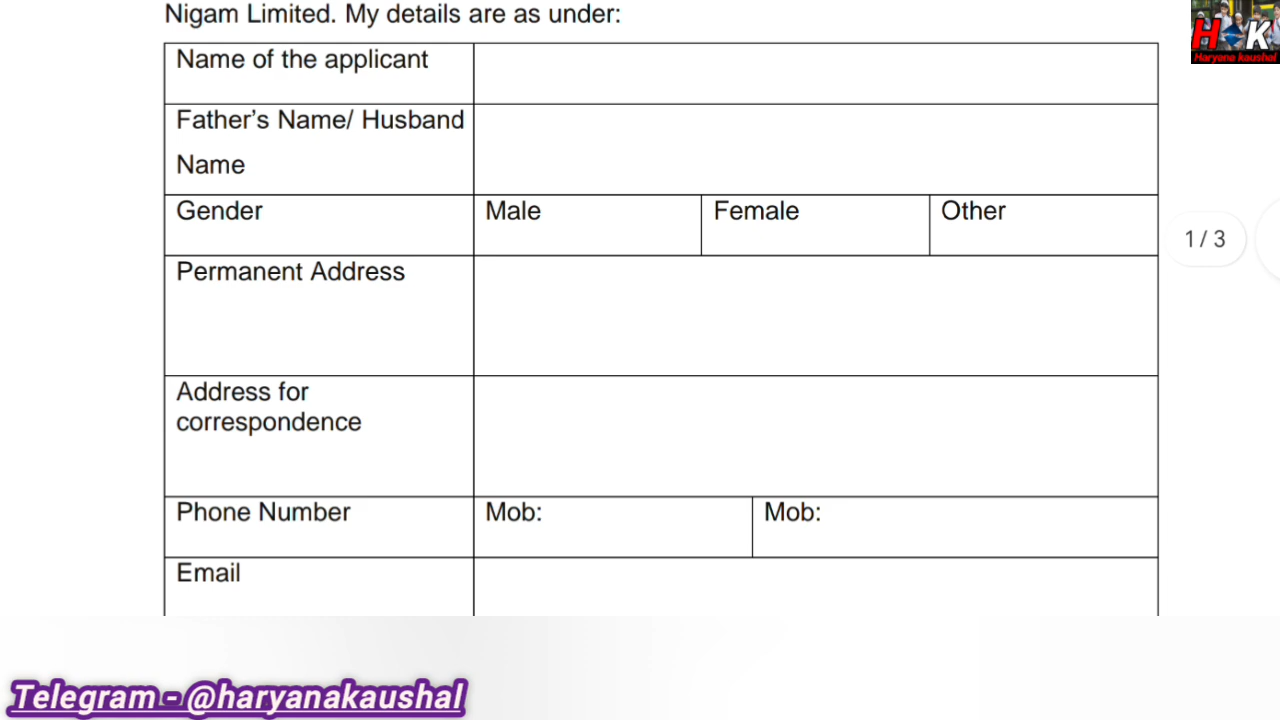 Nigam Limited. My details are as under:
H K
Haryana kaushal
Name of the applicant
Father’s Name/ Husband
Name
Gender Male Female Other
1 / 3
Permanent Address
Address for
correspondence
Phone Number Mob: Mob:
Email
Telegram - @haryanakaushal